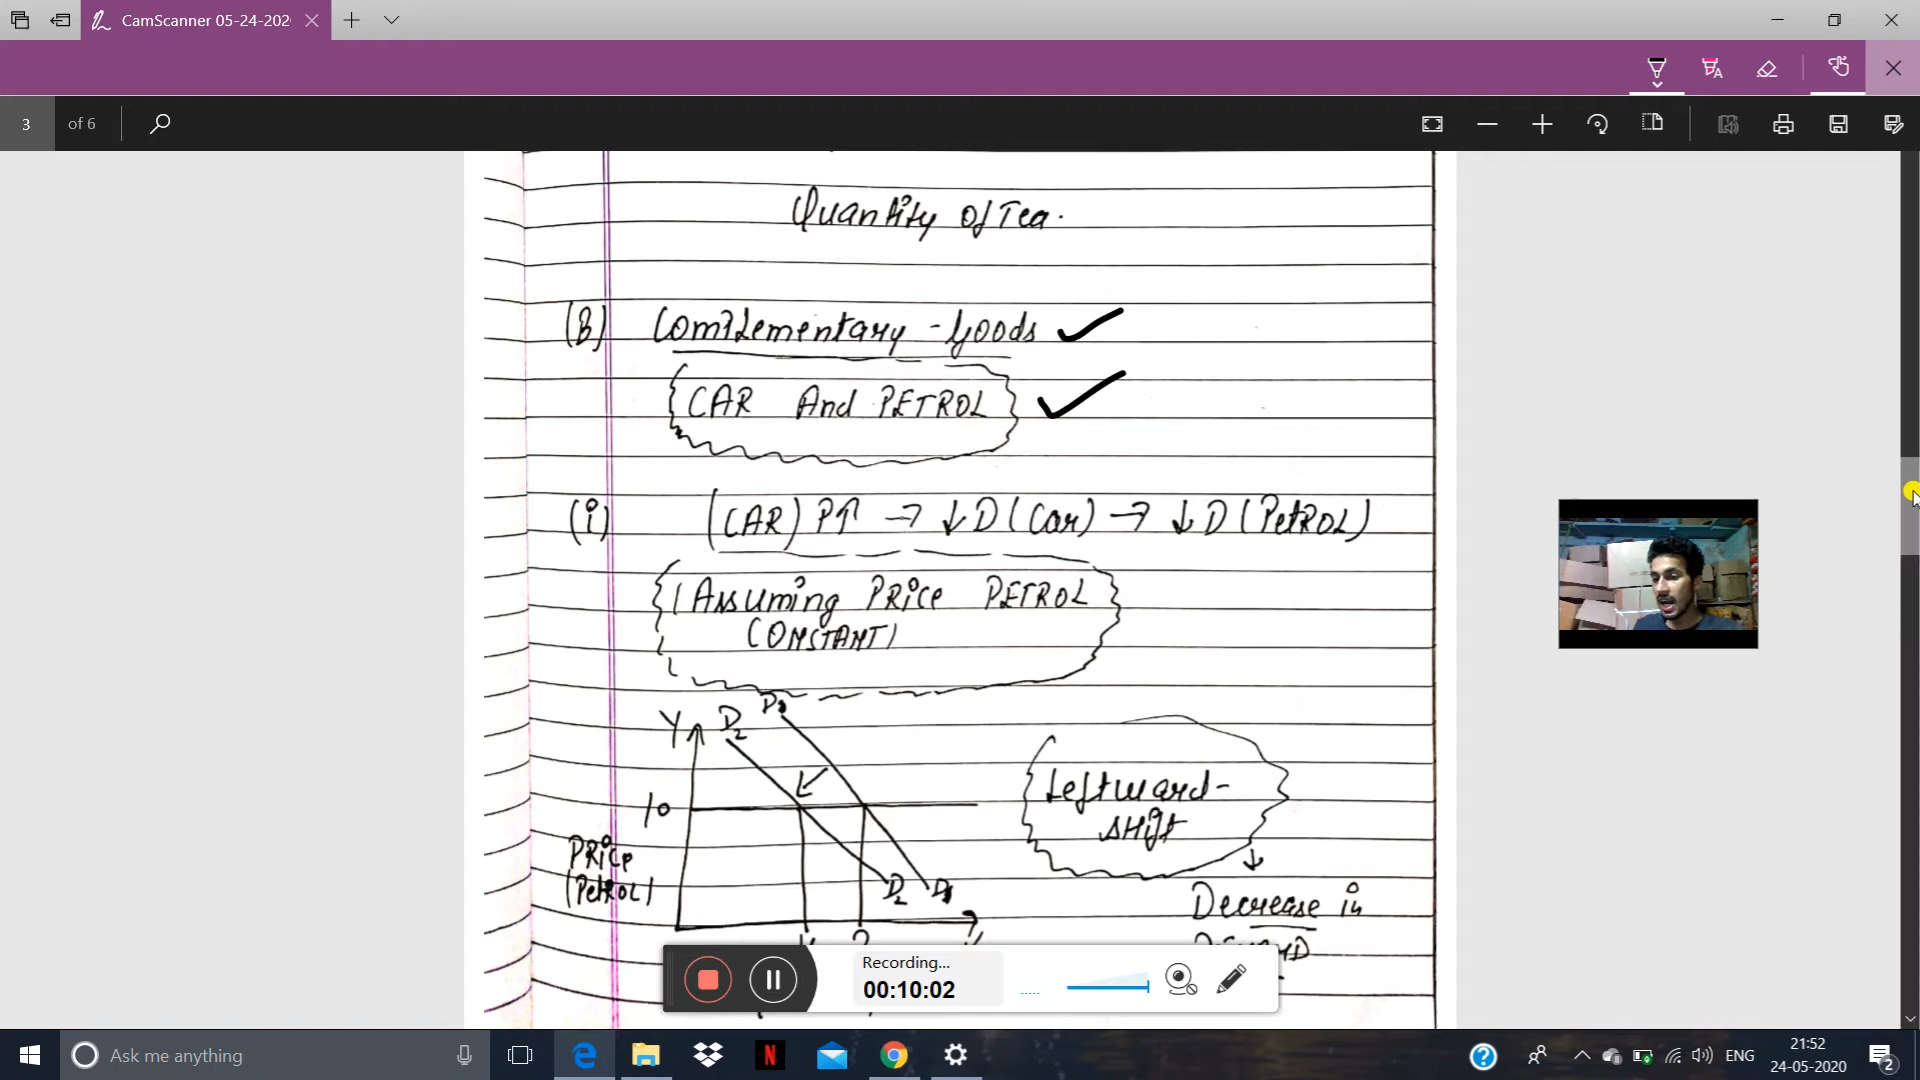 CamScanner 05-24-202
3 of 6
Quantity of Tea.
(B) Complementary - Goods
CAR And PETROL
(i) (CAR) P↑ → ↓ D (Car) → ↓ D (PetROL)
(Assuming PRice PETROL
CONSTANT)
Y D2 D1
10
Leftward-
Shift
PRice
(PetROL)
D2 D1
Decrease in
Recording...
00:10:02
Ask me anything
ENG
21:52
24-05-2020
2